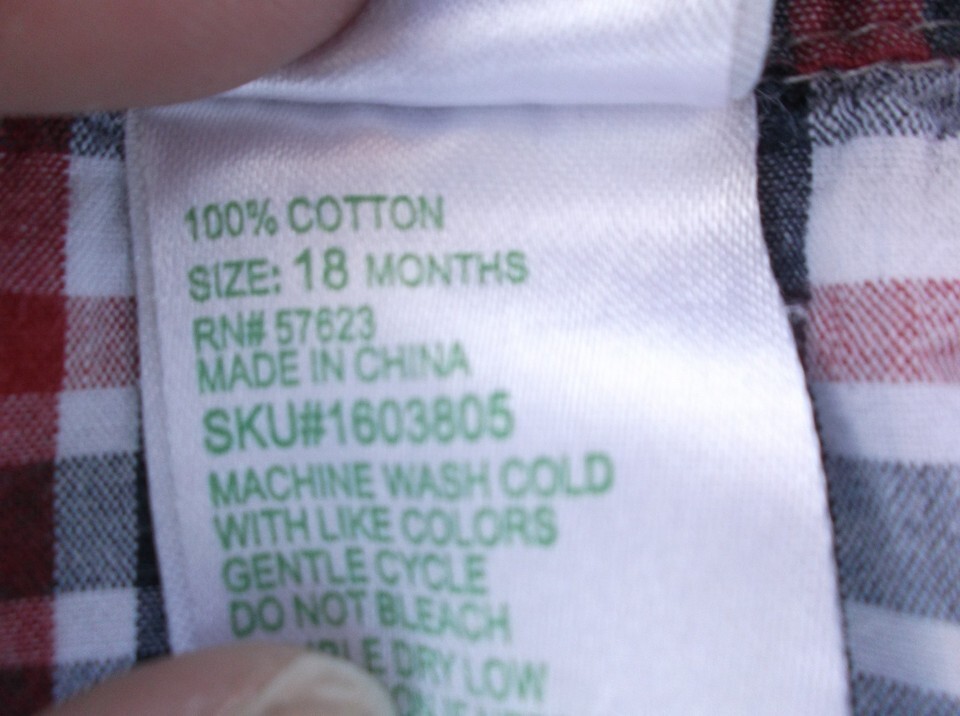 100% COTTON
SIZE: 18 MONTHS
RN# 57623
MADE IN CHINA
SKU#1603805
MACHINE WASH COLD
WITH LIKE COLORS
GENTLE CYCLE
DO NOT BLEACH
DRY LOW